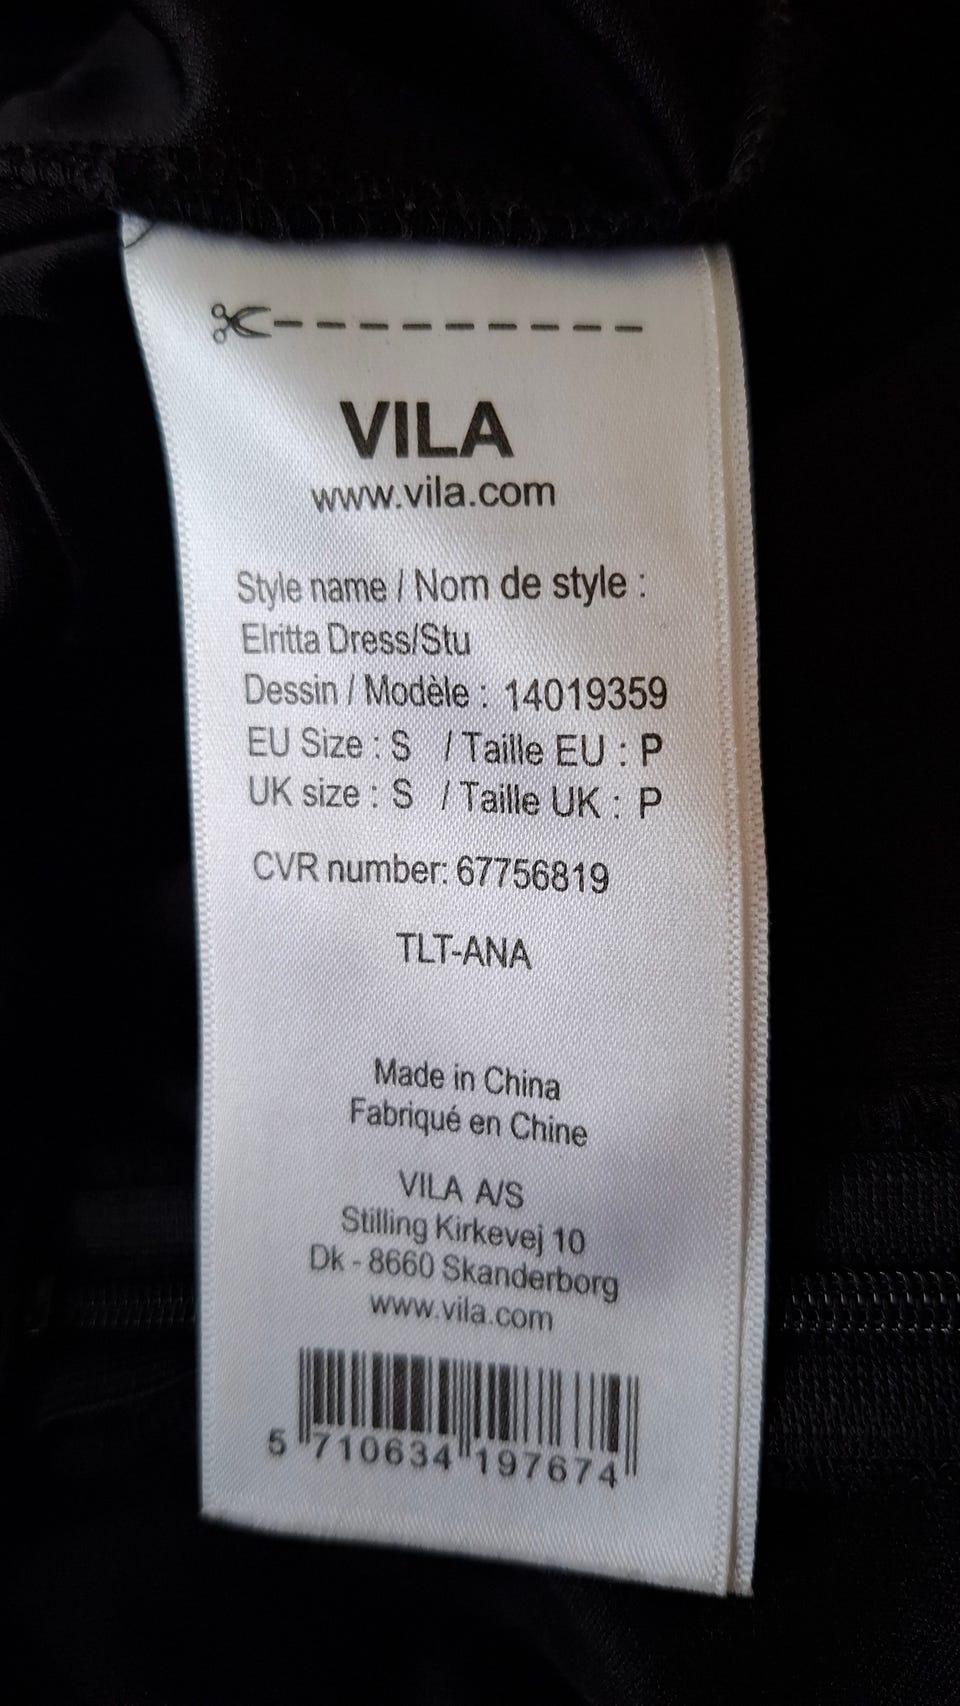 VILA
www.vila.com
Style name / Nom de style :
Elritta Dress/Stu
Dessin / Modèle : 14019359
EU Size : S / Taille EU : P
UK size : S / Taille UK : P
CVR number: 67756819
TLT-ANA
Made in China
Fabriqué en Chine
VILA A/S
Stilling Kirkevej 10
Dk - 8660 Skanderborg
www.vila.com
5 710634 197674